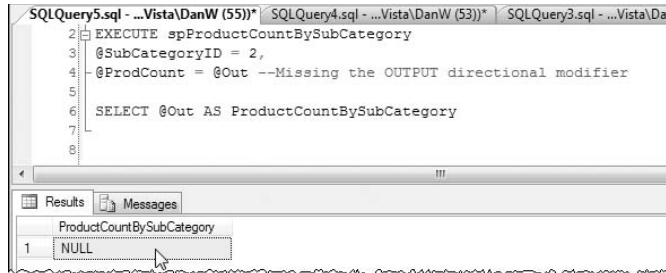 SQLQuery5.sql - ...Vista\DanW (55))* SQLQuery4.sql - ...Vista\DanW (53))* SQLQuery3.sql - ...Vista\Da
2 EXECUTE spProductCountBySubCategory
3 @SubCategoryID = 2,
4 @ProdCount = @Out --Missing the OUTPUT directional modifier
5
6 SELECT @Out AS ProductCountBySubCategory
7
8
Results Messages
ProductCountBySubCategory
1 NULL